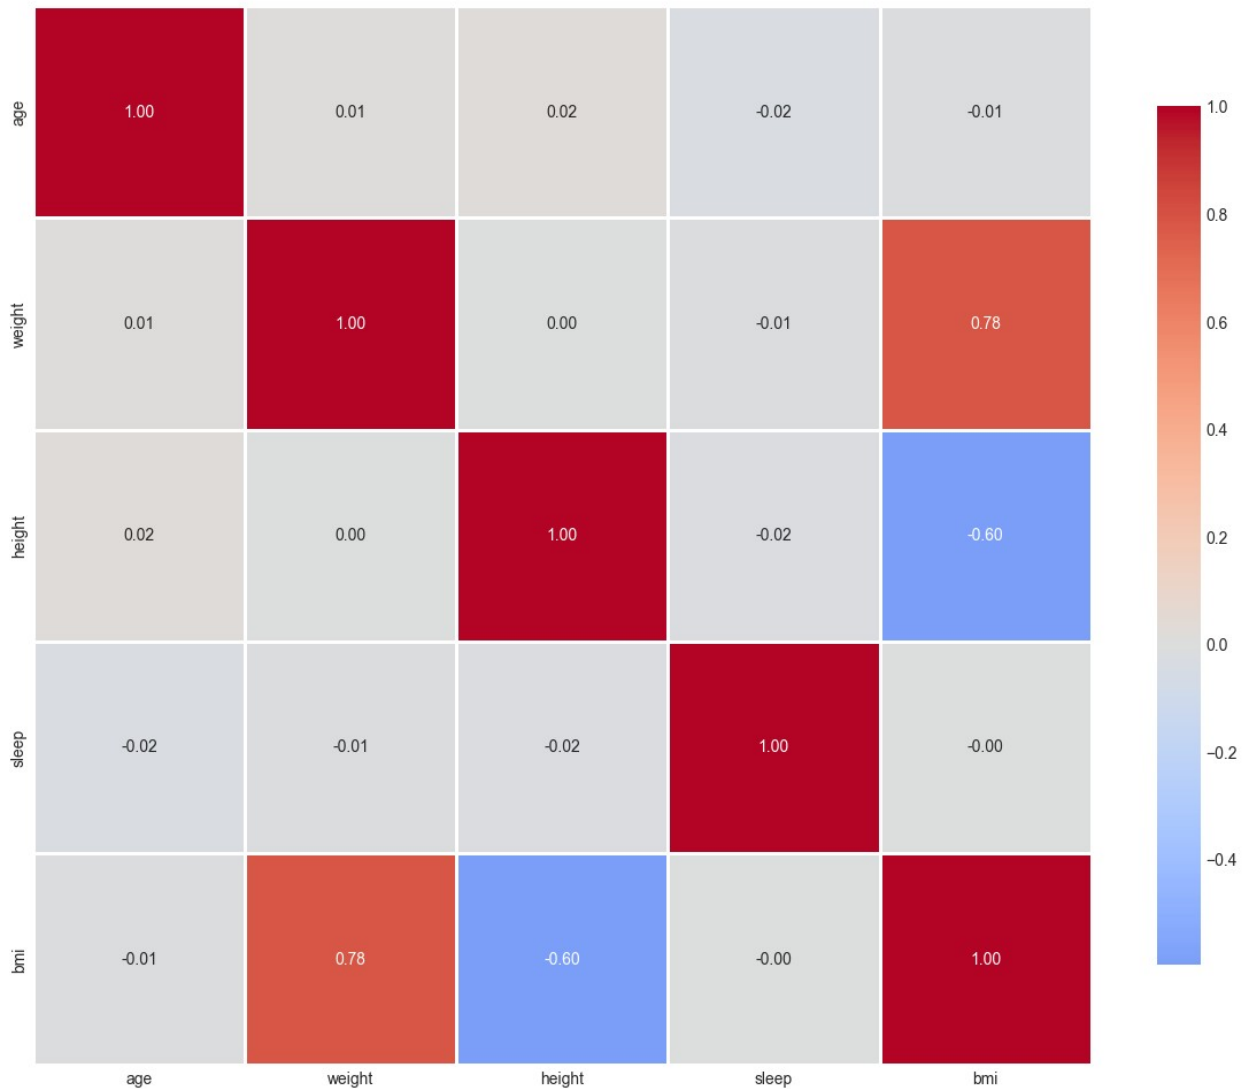 age 1.00 0.01 0.02 -0.02 -0.01
weight 0.01 1.00 0.00 -0.01 0.78
height 0.02 0.00 1.00 -0.02 -0.60
sleep -0.02 -0.01 -0.02 1.00 -0.00
bmi -0.01 0.78 -0.60 -0.00 1.00
age weight height sleep bmi
1.0
0.8
0.6
0.4
0.2
0.0
−0.2
−0.4